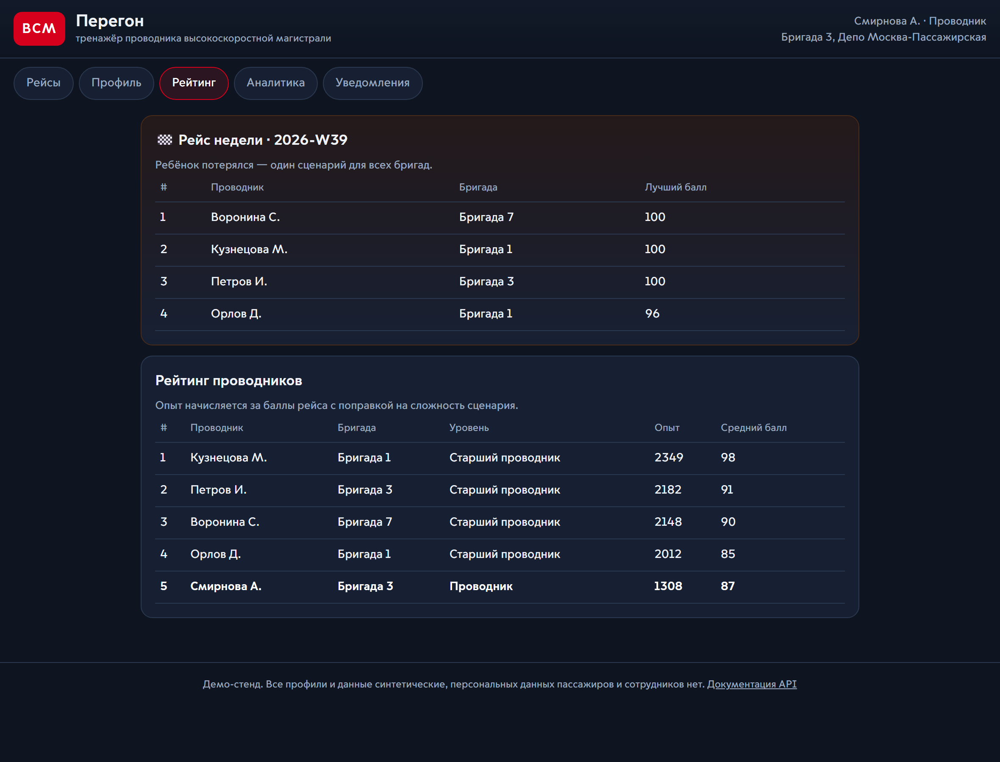 ВСМ
Перегон
тренажёр проводника высокоскоростной магистрали
Смирнова А. · Проводник
Бригада 3, Депо Москва-Пассажирская
Рейсы Профиль Рейтинг Аналитика Уведомления
Рейс недели · 2026-W39
Ребёнок потерялся — один сценарий для всех бригад.
# Проводник Бригада Лучший балл
1 Воронина С. Бригада 7 100
2 Кузнецова М. Бригада 1 100
3 Петров И. Бригада 3 100
4 Орлов Д. Бригада 1 96
Рейтинг проводников
Опыт начисляется за баллы рейса с поправкой на сложность сценария.
# Проводник Бригада Уровень Опыт Средний балл
1 Кузнецова М. Бригада 1 Старший проводник 2349 98
2 Петров И. Бригада 3 Старший проводник 2182 91
3 Воронина С. Бригада 7 Старший проводник 2148 90
4 Орлов Д. Бригада 1 Старший проводник 2012 85
5 Смирнова А. Бригада 3 Проводник 1308 87
Демо-стенд. Все профили и данные синтетические, персональных данных пассажиров и сотрудников нет. Документация API